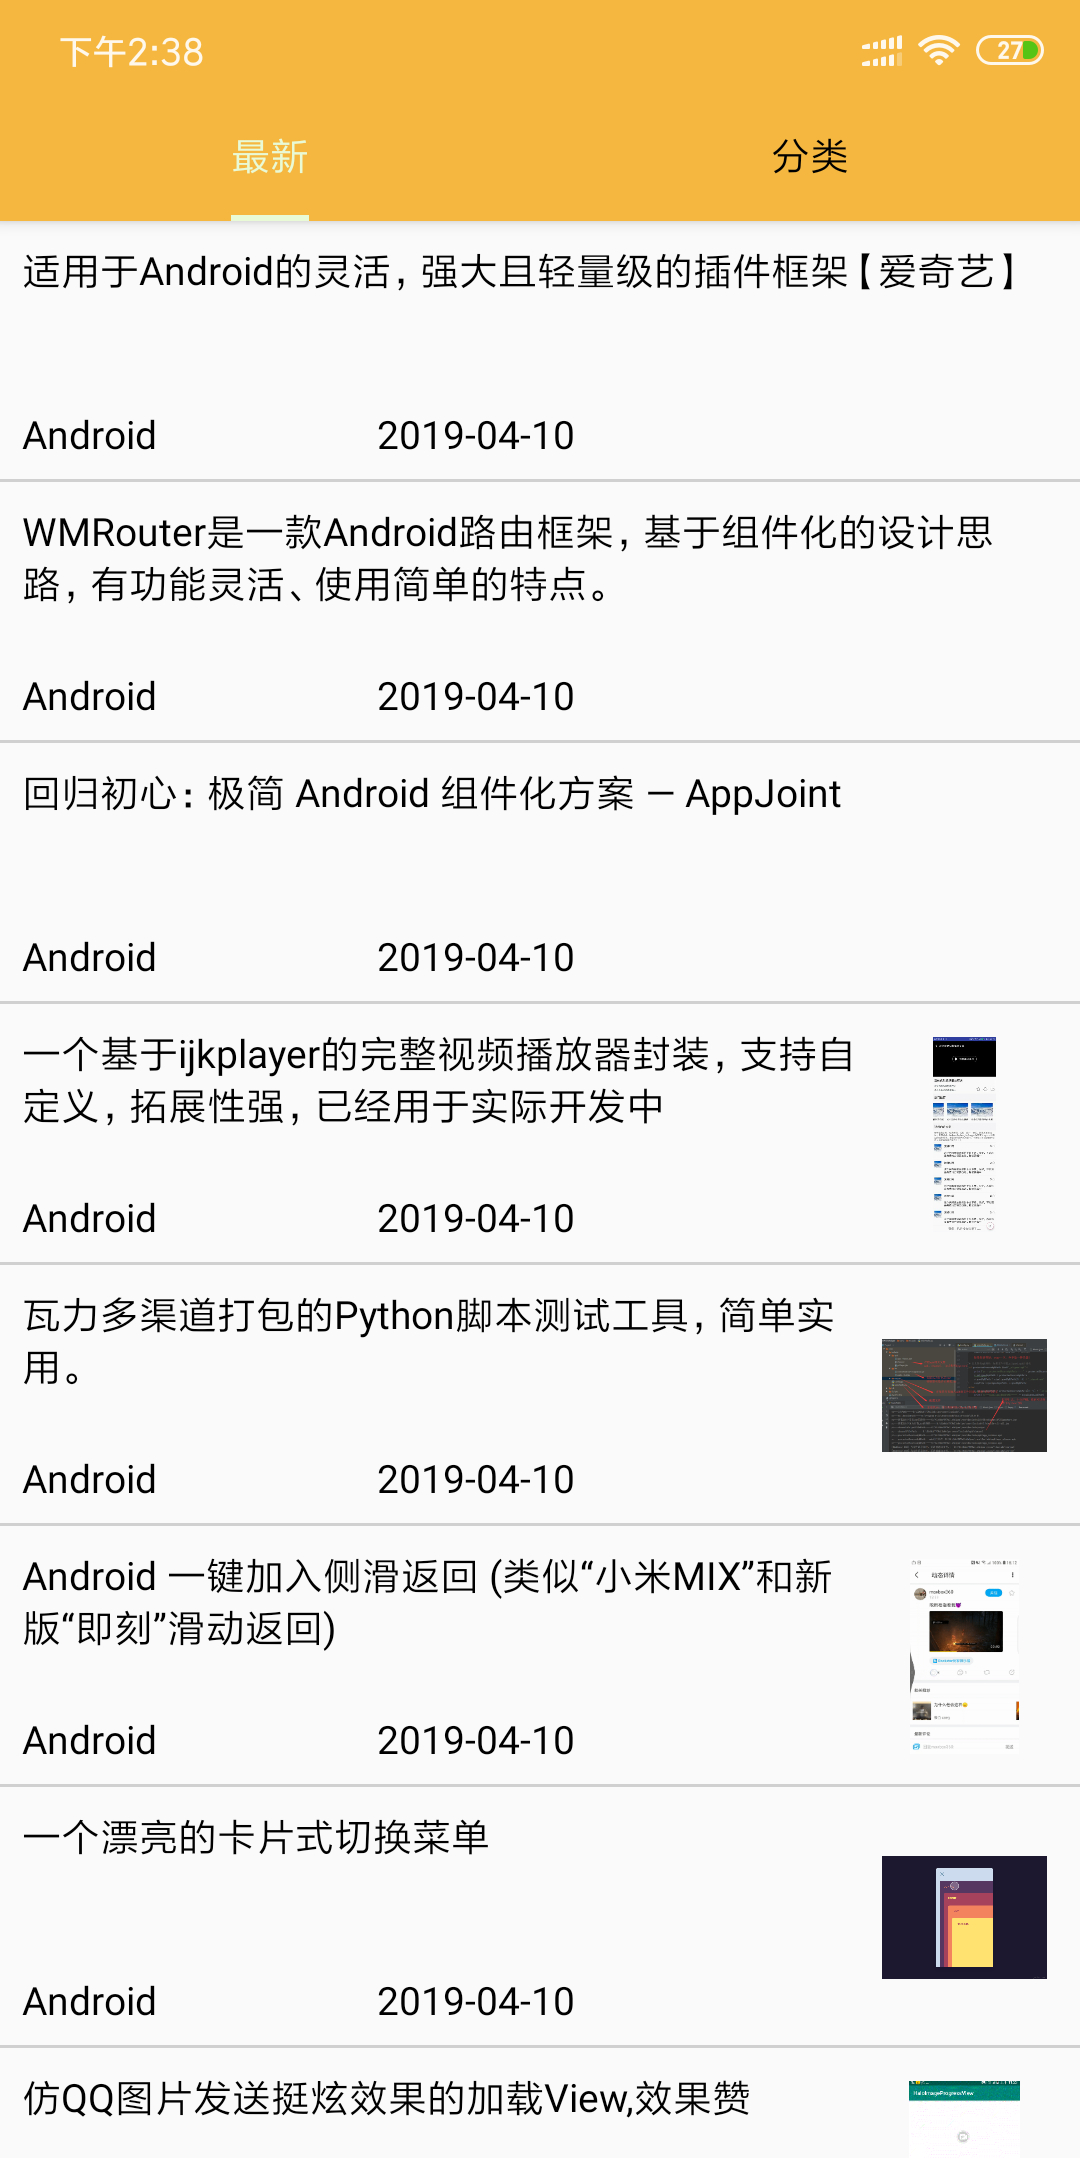 下午2:38
27
最新
分类
适用于Android的灵活，强大且轻量级的插件框架【爱奇艺】
Android 2019-04-10
WMRouter是一款Android路由框架，基于组件化的设计思
路，有功能灵活、使用简单的特点。
Android 2019-04-10
回归初心：极简 Android 组件化方案 — AppJoint
Android 2019-04-10
一个基于ijkplayer的完整视频播放器封装，支持自
定义，拓展性强，已经用于实际开发中
Android 2019-04-10
瓦力多渠道打包的Python脚本测试工具，简单实
用。
Android 2019-04-10
Android 一键加入侧滑返回 (类似“小米MIX”和新
版“即刻”滑动返回)
动态详情
Android 2019-04-10
一个漂亮的卡片式切换菜单
Android 2019-04-10
仿QQ图片发送挺炫效果的加载View,效果赞
HaloImageProgressView